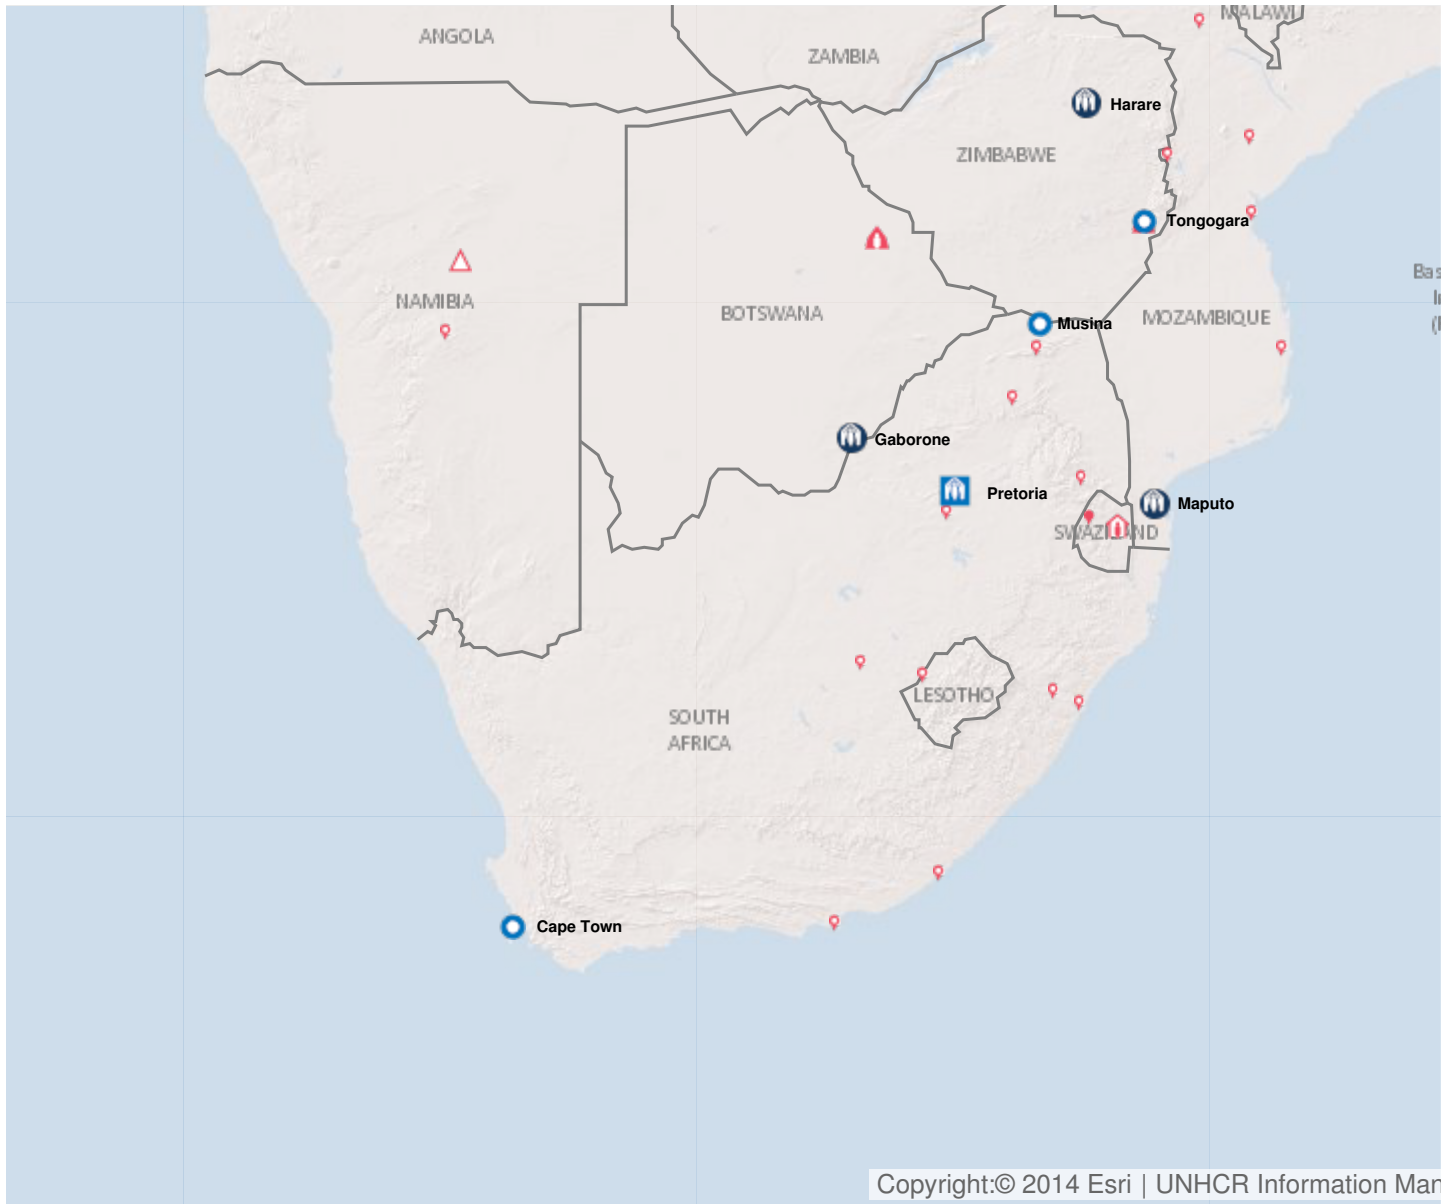 MALAWI
ANGOLA
ZAMBIA
Harare
ZIMBABWE
Tongogara
Bas
NAMIBIA
BOTSWANA
MOZAMBIQUE
Musina
Gaborone
Pretoria
Maputo
SWAZILAND
LESOTHO
SOUTH
AFRICA
Cape Town
Copyright:© 2014 Esri | UNHCR Information Man